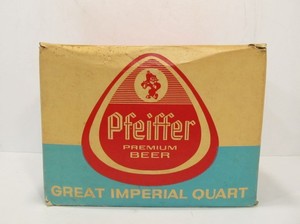 Pfeiffer
PREMIUM
BEER
GREAT IMPERIAL QUART